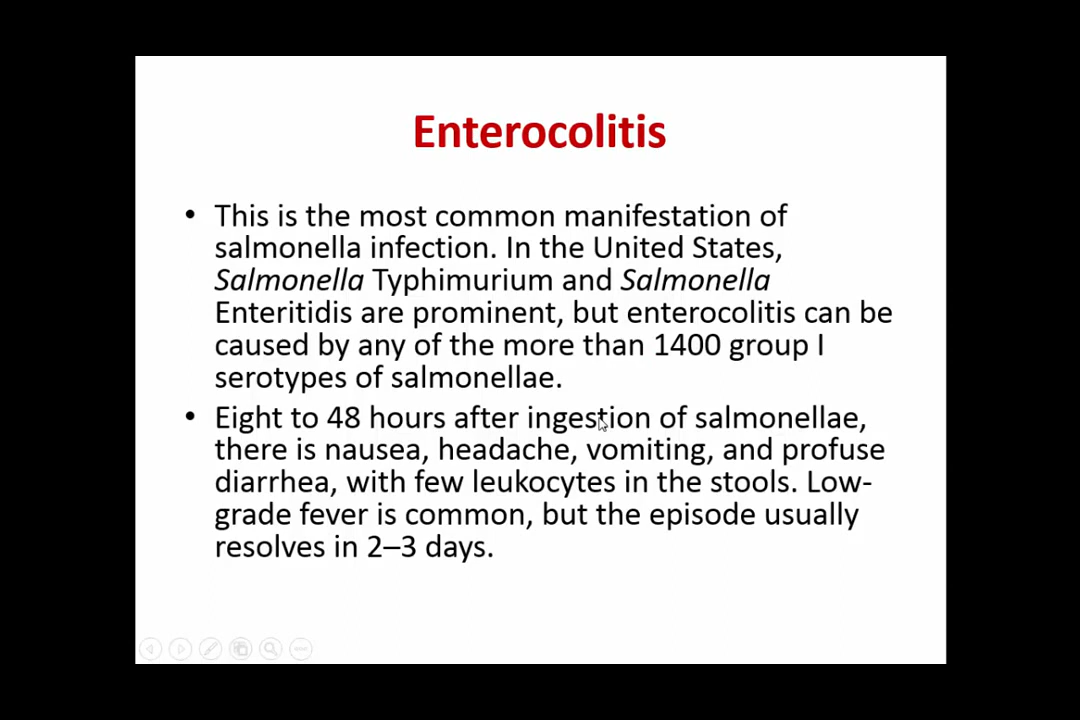 Enterocolitis
• This is the most common manifestation of
salmonella infection. In the United States,
Salmonella Typhimurium and Salmonella
Enteritidis are prominent, but enterocolitis can be
caused by any of the more than 1400 group I
serotypes of salmonellae.
• Eight to 48 hours after ingestion of salmonellae,
there is nausea, headache, vomiting, and profuse
diarrhea, with few leukocytes in the stools. Low-
grade fever is common, but the episode usually
resolves in 2–3 days.